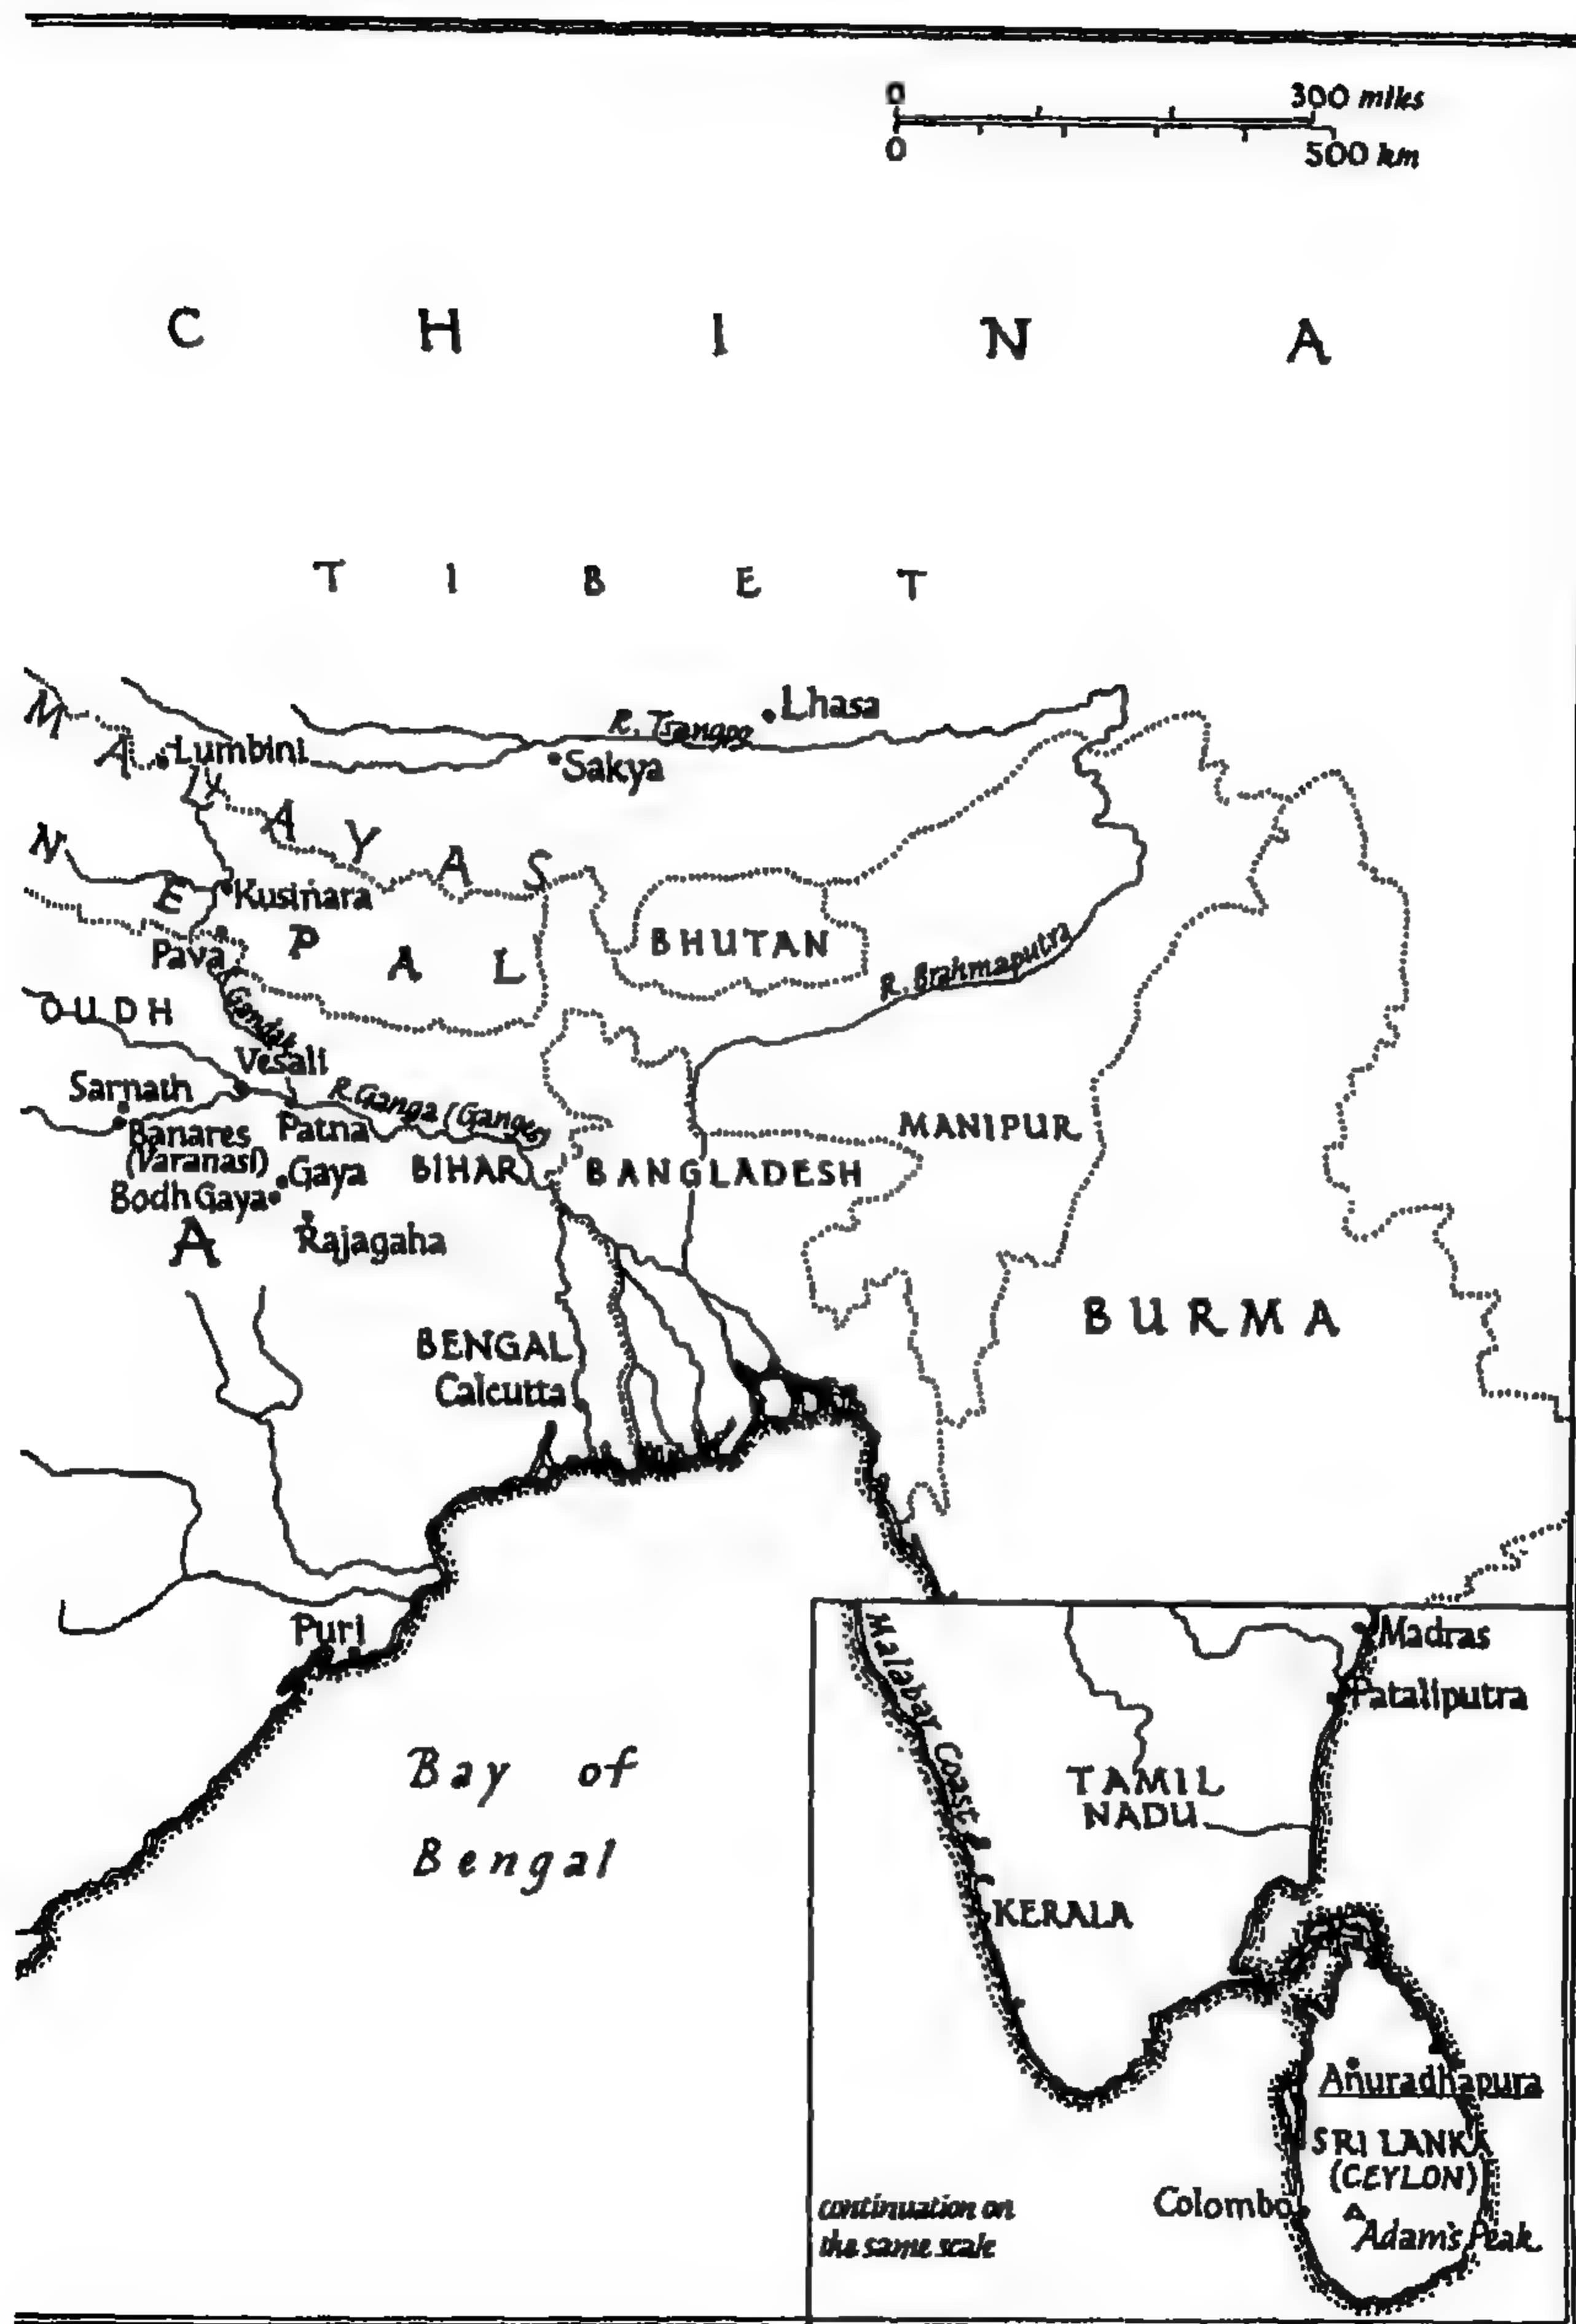 0 300 miles
0 500 km
C H I N A
T I B E T
Lhasa
R. Tsangpo
M A L A Y A S
Lumbini
Sakya
N E P A L
Kusinara
BHUTAN
Pava
R. Brahmaputra
OUDH
Gandak
Vesali
Sarnath
R. Ganga (Ganges)
Banares
(Varanasi)
Patna
MANIPUR
Gaya
BIHAR
BANGLADESH
Bodh Gaya
A
Rajagaha
BURMA
BENGAL
Calcutta
Puri
Bay of
Bengal
Malabar Coast
Madras
Pataliputra
TAMIL
NADU
KERALA
Anuradhapura
SRI LANKA
(CEYLON)
Colombo
Adam's Peak
continuation on
the same scale